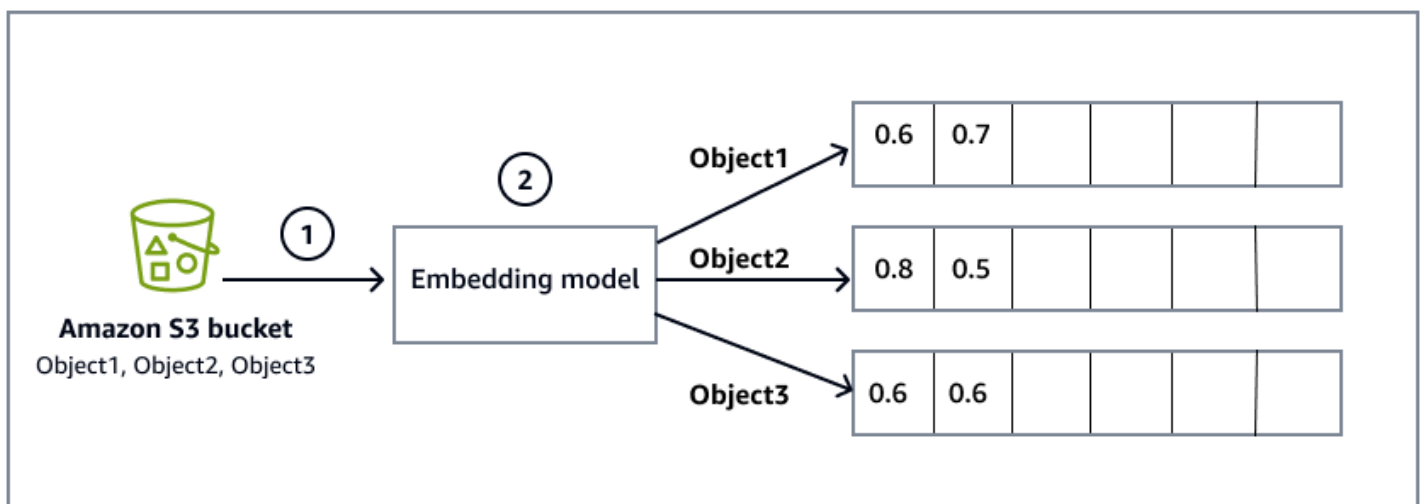 0.6 0.7
Object1
2
1
Object2
0.8 0.5
Embedding model
Amazon S3 bucket
Object1, Object2, Object3
Object3
0.6 0.6